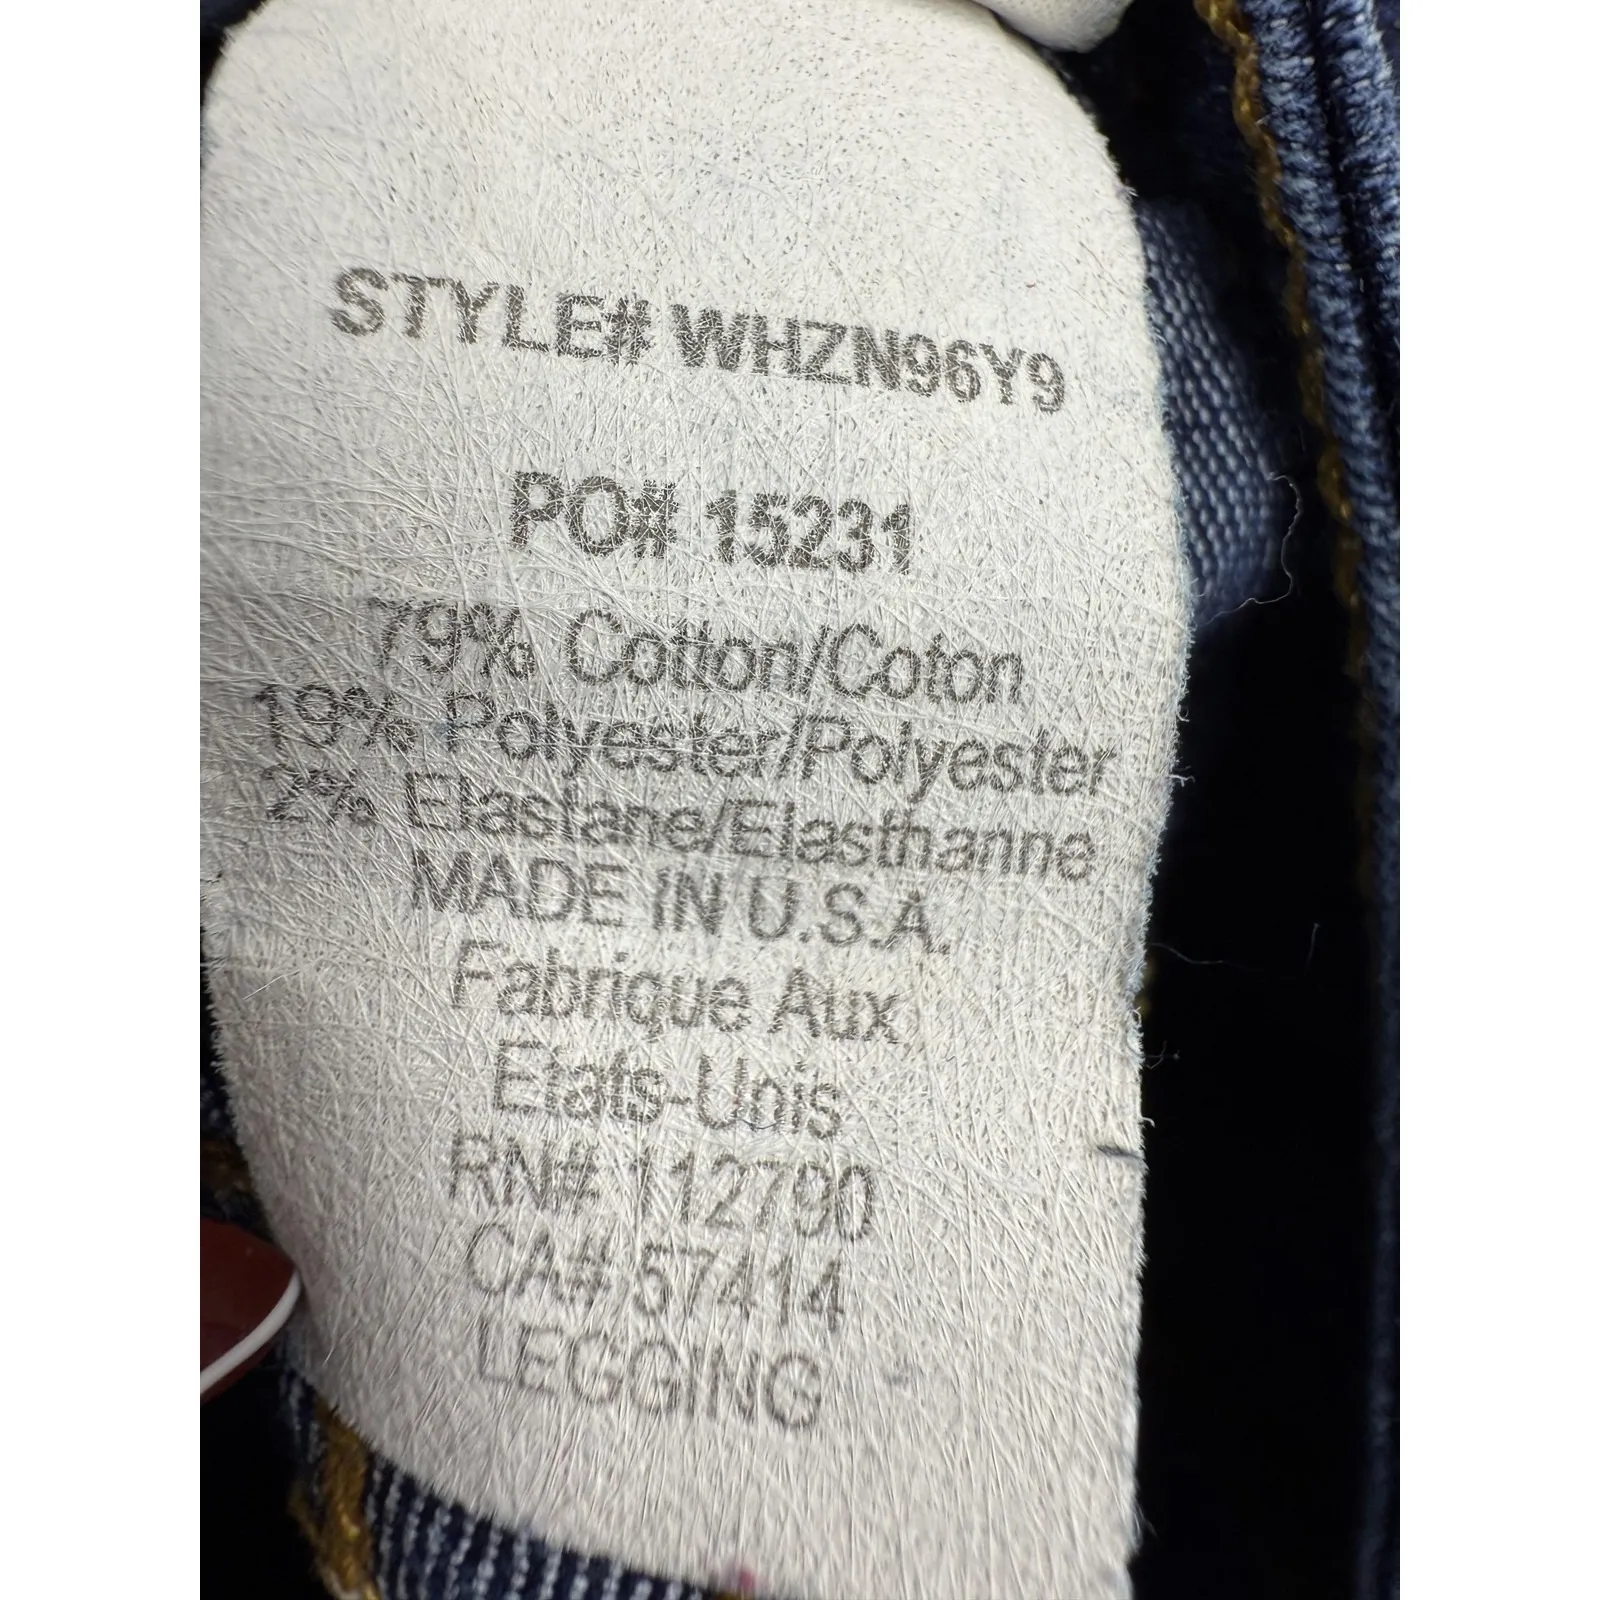 STYLE# WHZN96Y9
PO# 15231
79% Cotton/Coton
19% Polyester/Polyester
2% Elastane/Elasthanne
MADE IN U.S.A.
Fabrique Aux
Etats-Unis
RN# 112790
CA# 57414
LEGGING